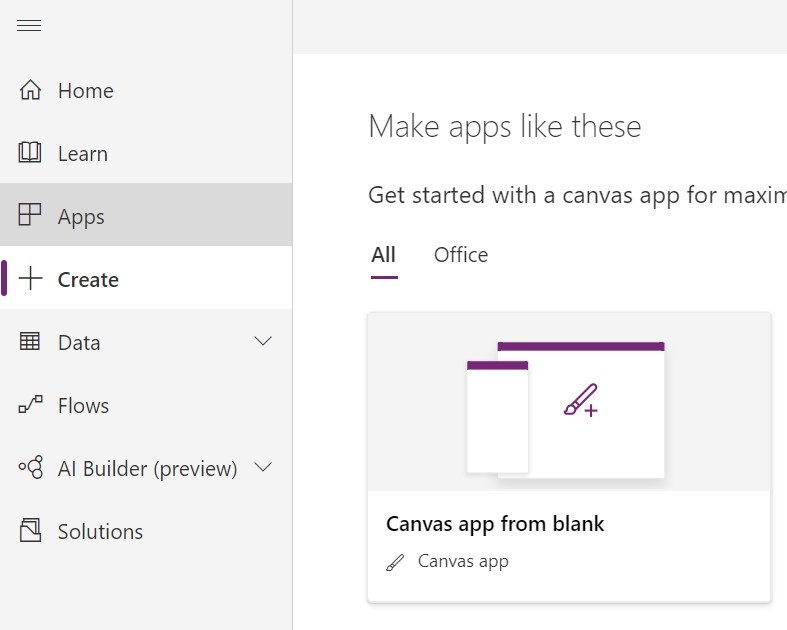 Home
Learn
Apps
Create
Data
Flows
AI Builder (preview)
Solutions
Make apps like these
Get started with a canvas app for
All
Office
Canvas app from blank
Canvas app